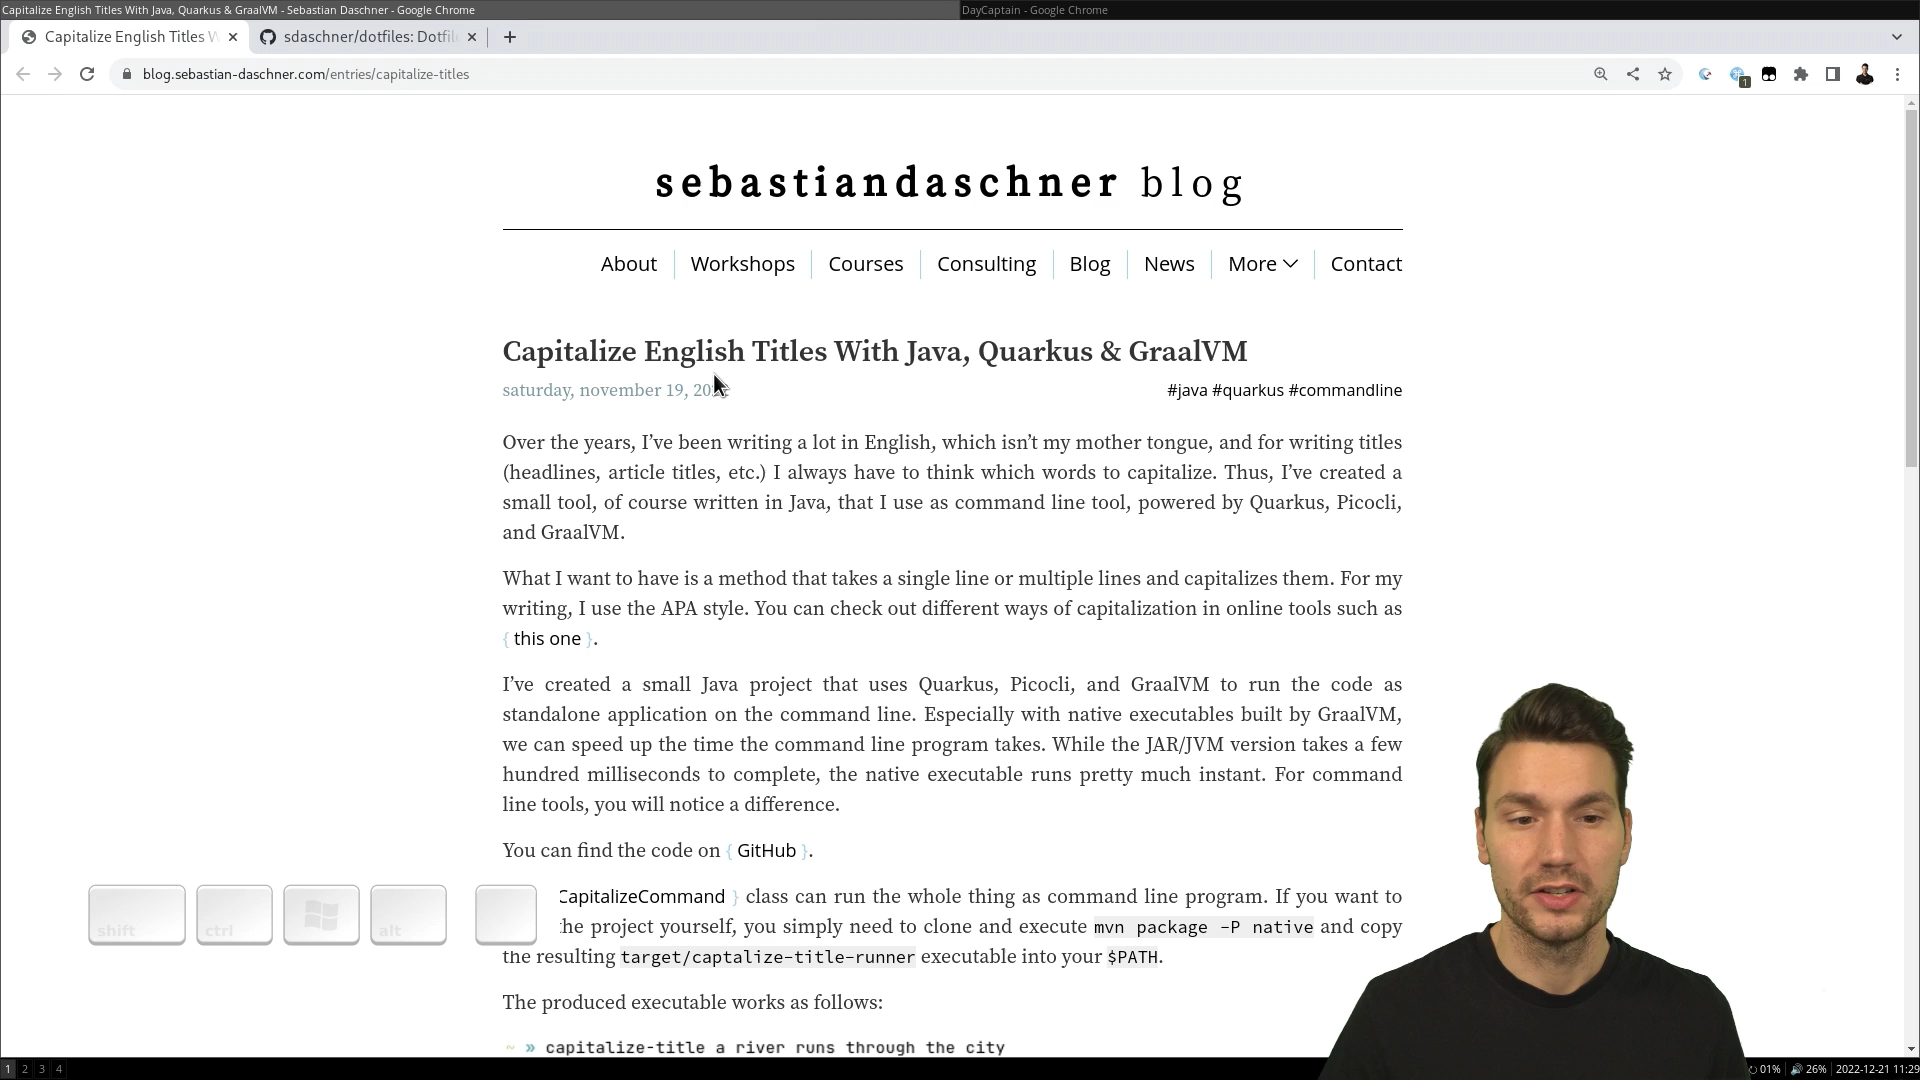 Capitalize English Titles With Java, Quarkus & GraalVM - Sebastian Daschner - Google Chrome
DayCaptain - Google Chrome
Capitalize English Titles W
sdaschner/dotfiles: Dotfil
blog.sebastian-daschner.com/entries/capitalize-titles
1
sebastiandaschner blog
About
Workshops
Courses
Consulting
Blog
News
More
Contact
Capitalize English Titles With Java, Quarkus & GraalVM
saturday, november 19, 20
#java #quarkus #commandline
Over the years, I’ve been writing a lot in English, which isn’t my mother tongue, and for writing titles
(headlines, article titles, etc.) I always have to think which words to capitalize. Thus, I’ve created a
small tool, of course written in Java, that I use as command line tool, powered by Quarkus, Picocli,
and GraalVM.
What I want to have is a method that takes a single line or multiple lines and capitalizes them. For my
writing, I use the APA style. You can check out different ways of capitalization in online tools such as
{ this one }.
I’ve created a small Java project that uses Quarkus, Picocli, and GraalVM to run the code as
standalone application on the command line. Especially with native executables built by GraalVM,
we can speed up the time the command line program takes. While the JAR/JVM version takes a few
hundred milliseconds to complete, the native executable runs pretty much instant. For command
line tools, you will notice a difference.
You can find the code on { GitHub }.
CapitalizeCommand } class can run the whole thing as command line program. If you want to
the project yourself, you simply need to clone and execute mvn package -P native and copy
the resulting target/captalize-title-runner executable into your $PATH.
shift
ctrl
alt
The produced executable works as follows:
~ » capitalize-title a river runs through the city
1 2 3 4
01%
26%
2022-12-21 11:29